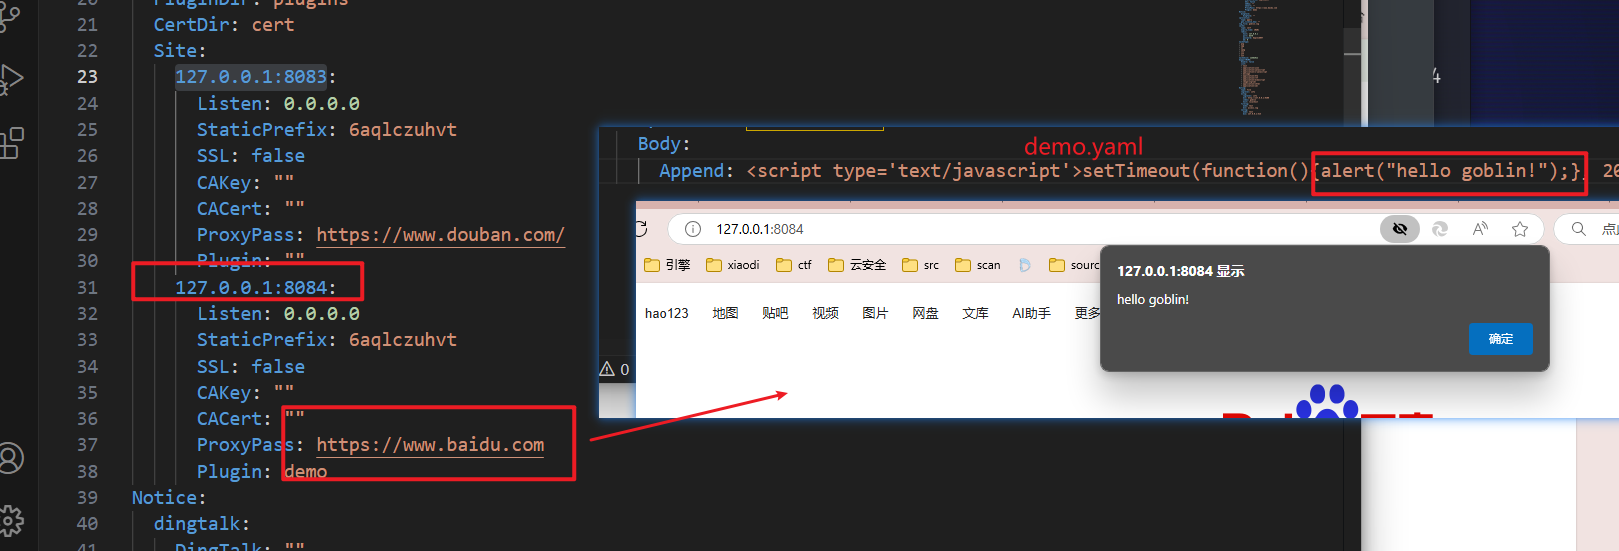 20 PluginDir: plugins
21 CertDir: cert
22 Site:
23 127.0.0.1:8083:
24 Listen: 0.0.0.0
25 StaticPrefix: 6aqlczuhvt
26 SSL: false
27 CAKey: ""
28 CACert: ""
29 ProxyPass: https://www.douban.com/
30 Plugin: ""
31 127.0.0.1:8084:
32 Listen: 0.0.0.0
33 StaticPrefix: 6aqlczuhvt
34 SSL: false
35 CAKey: ""
36 CACert: ""
37 ProxyPass: https://www.baidu.com
38 Plugin: demo
39 Notice:
40 dingtalk:
41 DingTalk: ""
4
Body:
demo.yaml
Append: <script type='text/javascript'>setTimeout(function(){alert("hello goblin!");}, 20
127.0.0.1:8084
引擎 xiaodi ctf 云安全 src scan sourc
hao123 地图 贴吧 视频 图片 网盘 文库 AI助手 更多
127.0.0.1:8084 显示
hello goblin!
确定
0